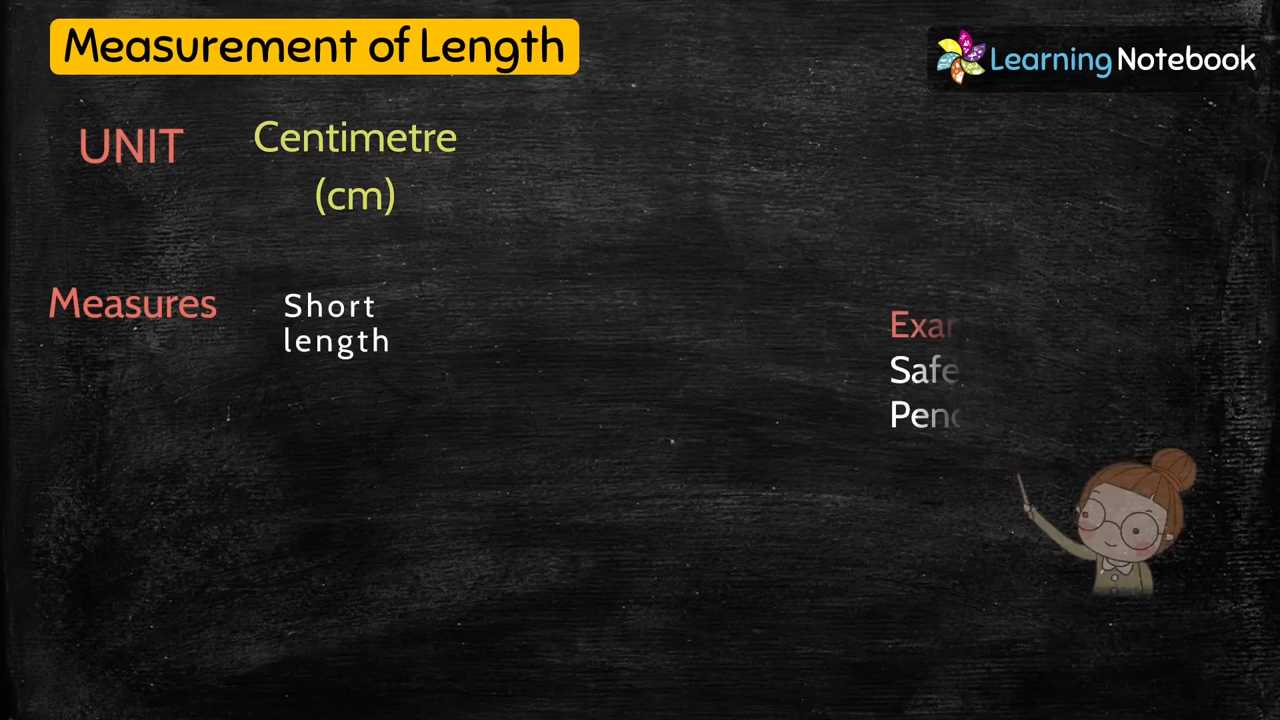 Measurement of Length
Learning Notebook
UNIT
Centimetre
(cm)
Measures
Short
length